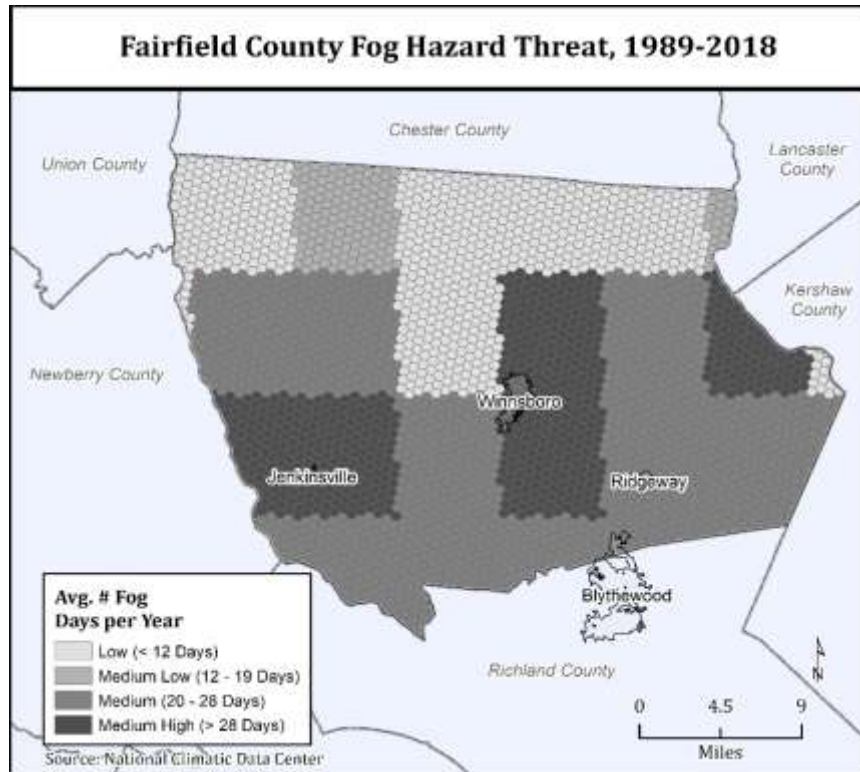 Fairfield County Fog Hazard Threat, 1989-2018
Chester County
Union County
Lancaster
County
Kershaw
County
Newberry County
Winnsboro
Jenkinsville
Ridgeway
Blythewood
Richland County
Avg. # Fog
Days per Year
Low (< 12 Days)
Medium Low (12 - 19 Days)
Medium (20 - 28 Days)
Medium High (> 28 Days)
Source: National Climatic Data Center
N
0 4.5 9
Miles